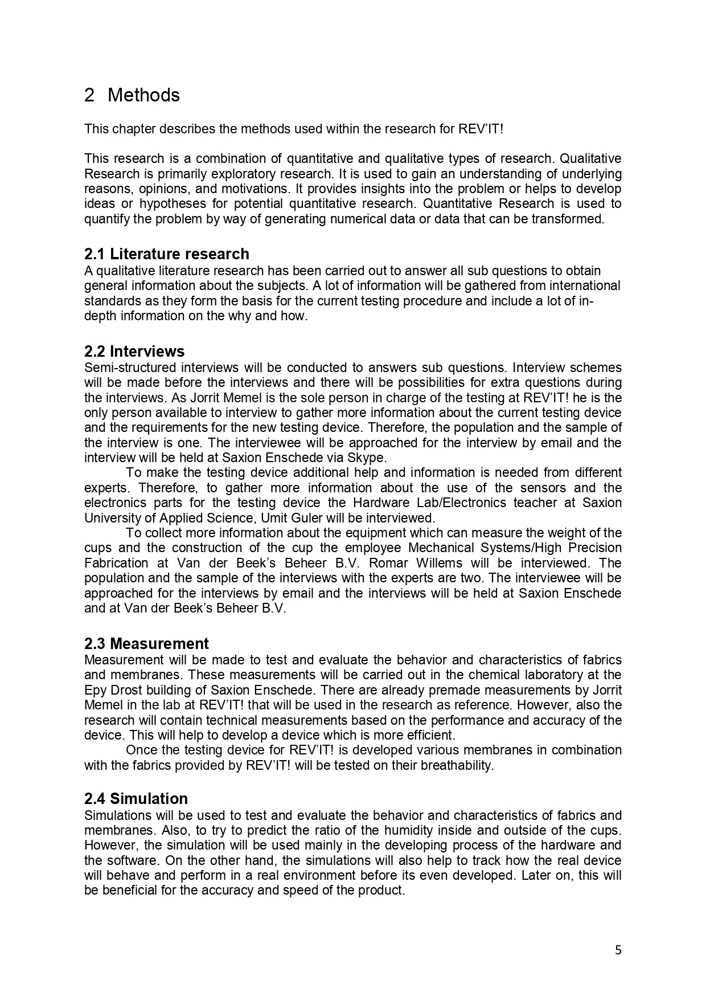 2 Methods
This chapter describes the methods used within the research for REV’IT!
This research is a combination of quantitative and qualitative types of research. Qualitative
Research is primarily exploratory research. It is used to gain an understanding of underlying
reasons, opinions, and motivations. It provides insights into the problem or helps to develop
ideas or hypotheses for potential quantitative research. Quantitative Research is used to
quantify the problem by way of generating numerical data or data that can be transformed.
2.1 Literature research
A qualitative literature research has been carried out to answer all sub questions to obtain
general information about the subjects. A lot of information will be gathered from international
standards as they form the basis for the current testing procedure and include a lot of in-
depth information on the why and how.
2.2 Interviews
Semi-structured interviews will be conducted to answers sub questions. Interview schemes
will be made before the interviews and there will be possibilities for extra questions during
the interviews. As Jorrit Memel is the sole person in charge of the testing at REV’IT! he is the
only person available to interview to gather more information about the current testing device
and the requirements for the new testing device. Therefore, the population and the sample of
the interview is one. The interviewee will be approached for the interview by email and the
interview will be held at Saxion Enschede via Skype.
To make the testing device additional help and information is needed from different
experts. Therefore, to gather more information about the use of the sensors and the
electronics parts for the testing device the Hardware Lab/Electronics teacher at Saxion
University of Applied Science, Umit Guler will be interviewed.
To collect more information about the equipment which can measure the weight of the
cups and the construction of the cup the employee Mechanical Systems/High Precision
Fabrication at Van der Beek’s Beheer B.V. Romar Willems will be interviewed. The
population and the sample of the interviews with the experts are two. The interviewee will be
approached for the interviews by email and the interviews will be held at Saxion Enschede
and at Van der Beek’s Beheer B.V.
2.3 Measurement
Measurement will be made to test and evaluate the behavior and characteristics of fabrics
and membranes. These measurements will be carried out in the chemical laboratory at the
Epy Drost building of Saxion Enschede. There are already premade measurements by Jorrit
Memel in the lab at REV’IT! that will be used in the research as reference. However, also the
research will contain technical measurements based on the performance and accuracy of the
device. This will help to develop a device which is more efficient.
Once the testing device for REV’IT! is developed various membranes in combination
with the fabrics provided by REV’IT! will be tested on their breathability.
2.4 Simulation
Simulations will be used to test and evaluate the behavior and characteristics of fabrics and
membranes. Also, to try to predict the ratio of the humidity inside and outside of the cups.
However, the simulation will be used mainly in the developing process of the hardware and
the software. On the other hand, the simulations will also help to track how the real device
will behave and perform in a real environment before its even developed. Later on, this will
be beneficial for the accuracy and speed of the product.
5